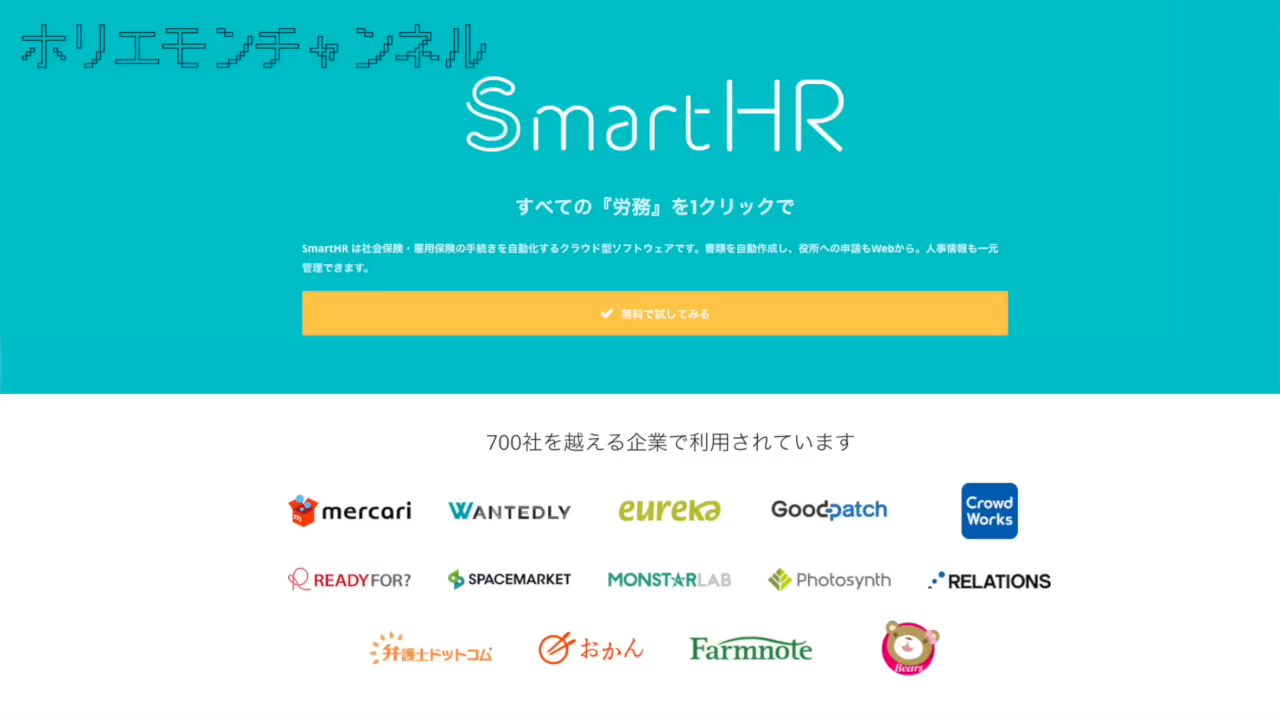 ホリエモンチャンネル
SmartHR
すべての『労務』を1クリックで
SmartHR は社会保険・雇用保険の手続きを自動化するクラウド型ソフトウェアです。書類を自動作成し、役所への申請もWebから。人事情報も一元
管理できます。
無料で試してみる
700社を越える企業で利用されています
mercari WANTEDLY eureka Goodpatch Crowd Works
READYFOR? SPACEMARKET MONSTARLAB Photosynth RELATIONS
弁護士ドットコム おかん Farmnote Bears